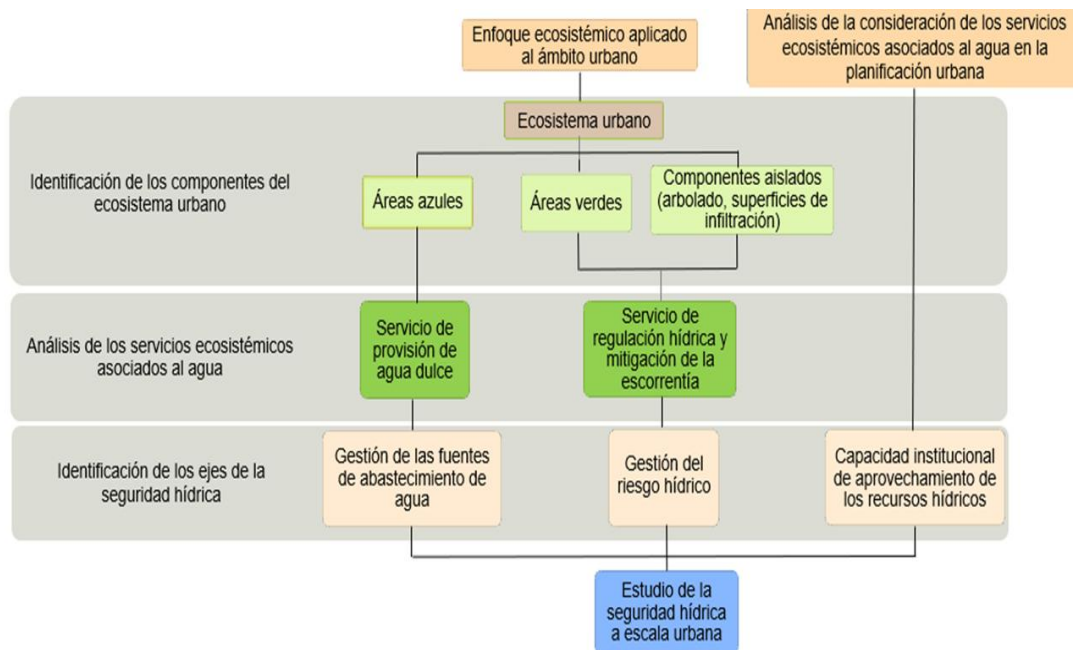 Enfoque ecosistémico aplicado
al ámbito urbano
Análisis de la consideración de los servicios
ecosistémicos asociados al agua en la
planificación urbana
Ecosistema urbano
Identificación de los componentes del
ecosistema urbano
Áreas azules
Áreas verdes
Componentes aislados
(arbolado, superficies de
infiltración)
Análisis de los servicios ecosistémicos
asociados al agua
Servicio de
provisión de
agua dulce
Servicio de
regulación hídrica y
mitigación de la
escorrentía
Identificación de los ejes de la
seguridad hídrica
Gestión de las fuentes
de abastecimiento de
agua
Gestión del
riesgo hídrico
Capacidad institucional
de aprovechamiento de
los recursos hídricos
Estudio de la
seguridad hídrica
a escala urbana